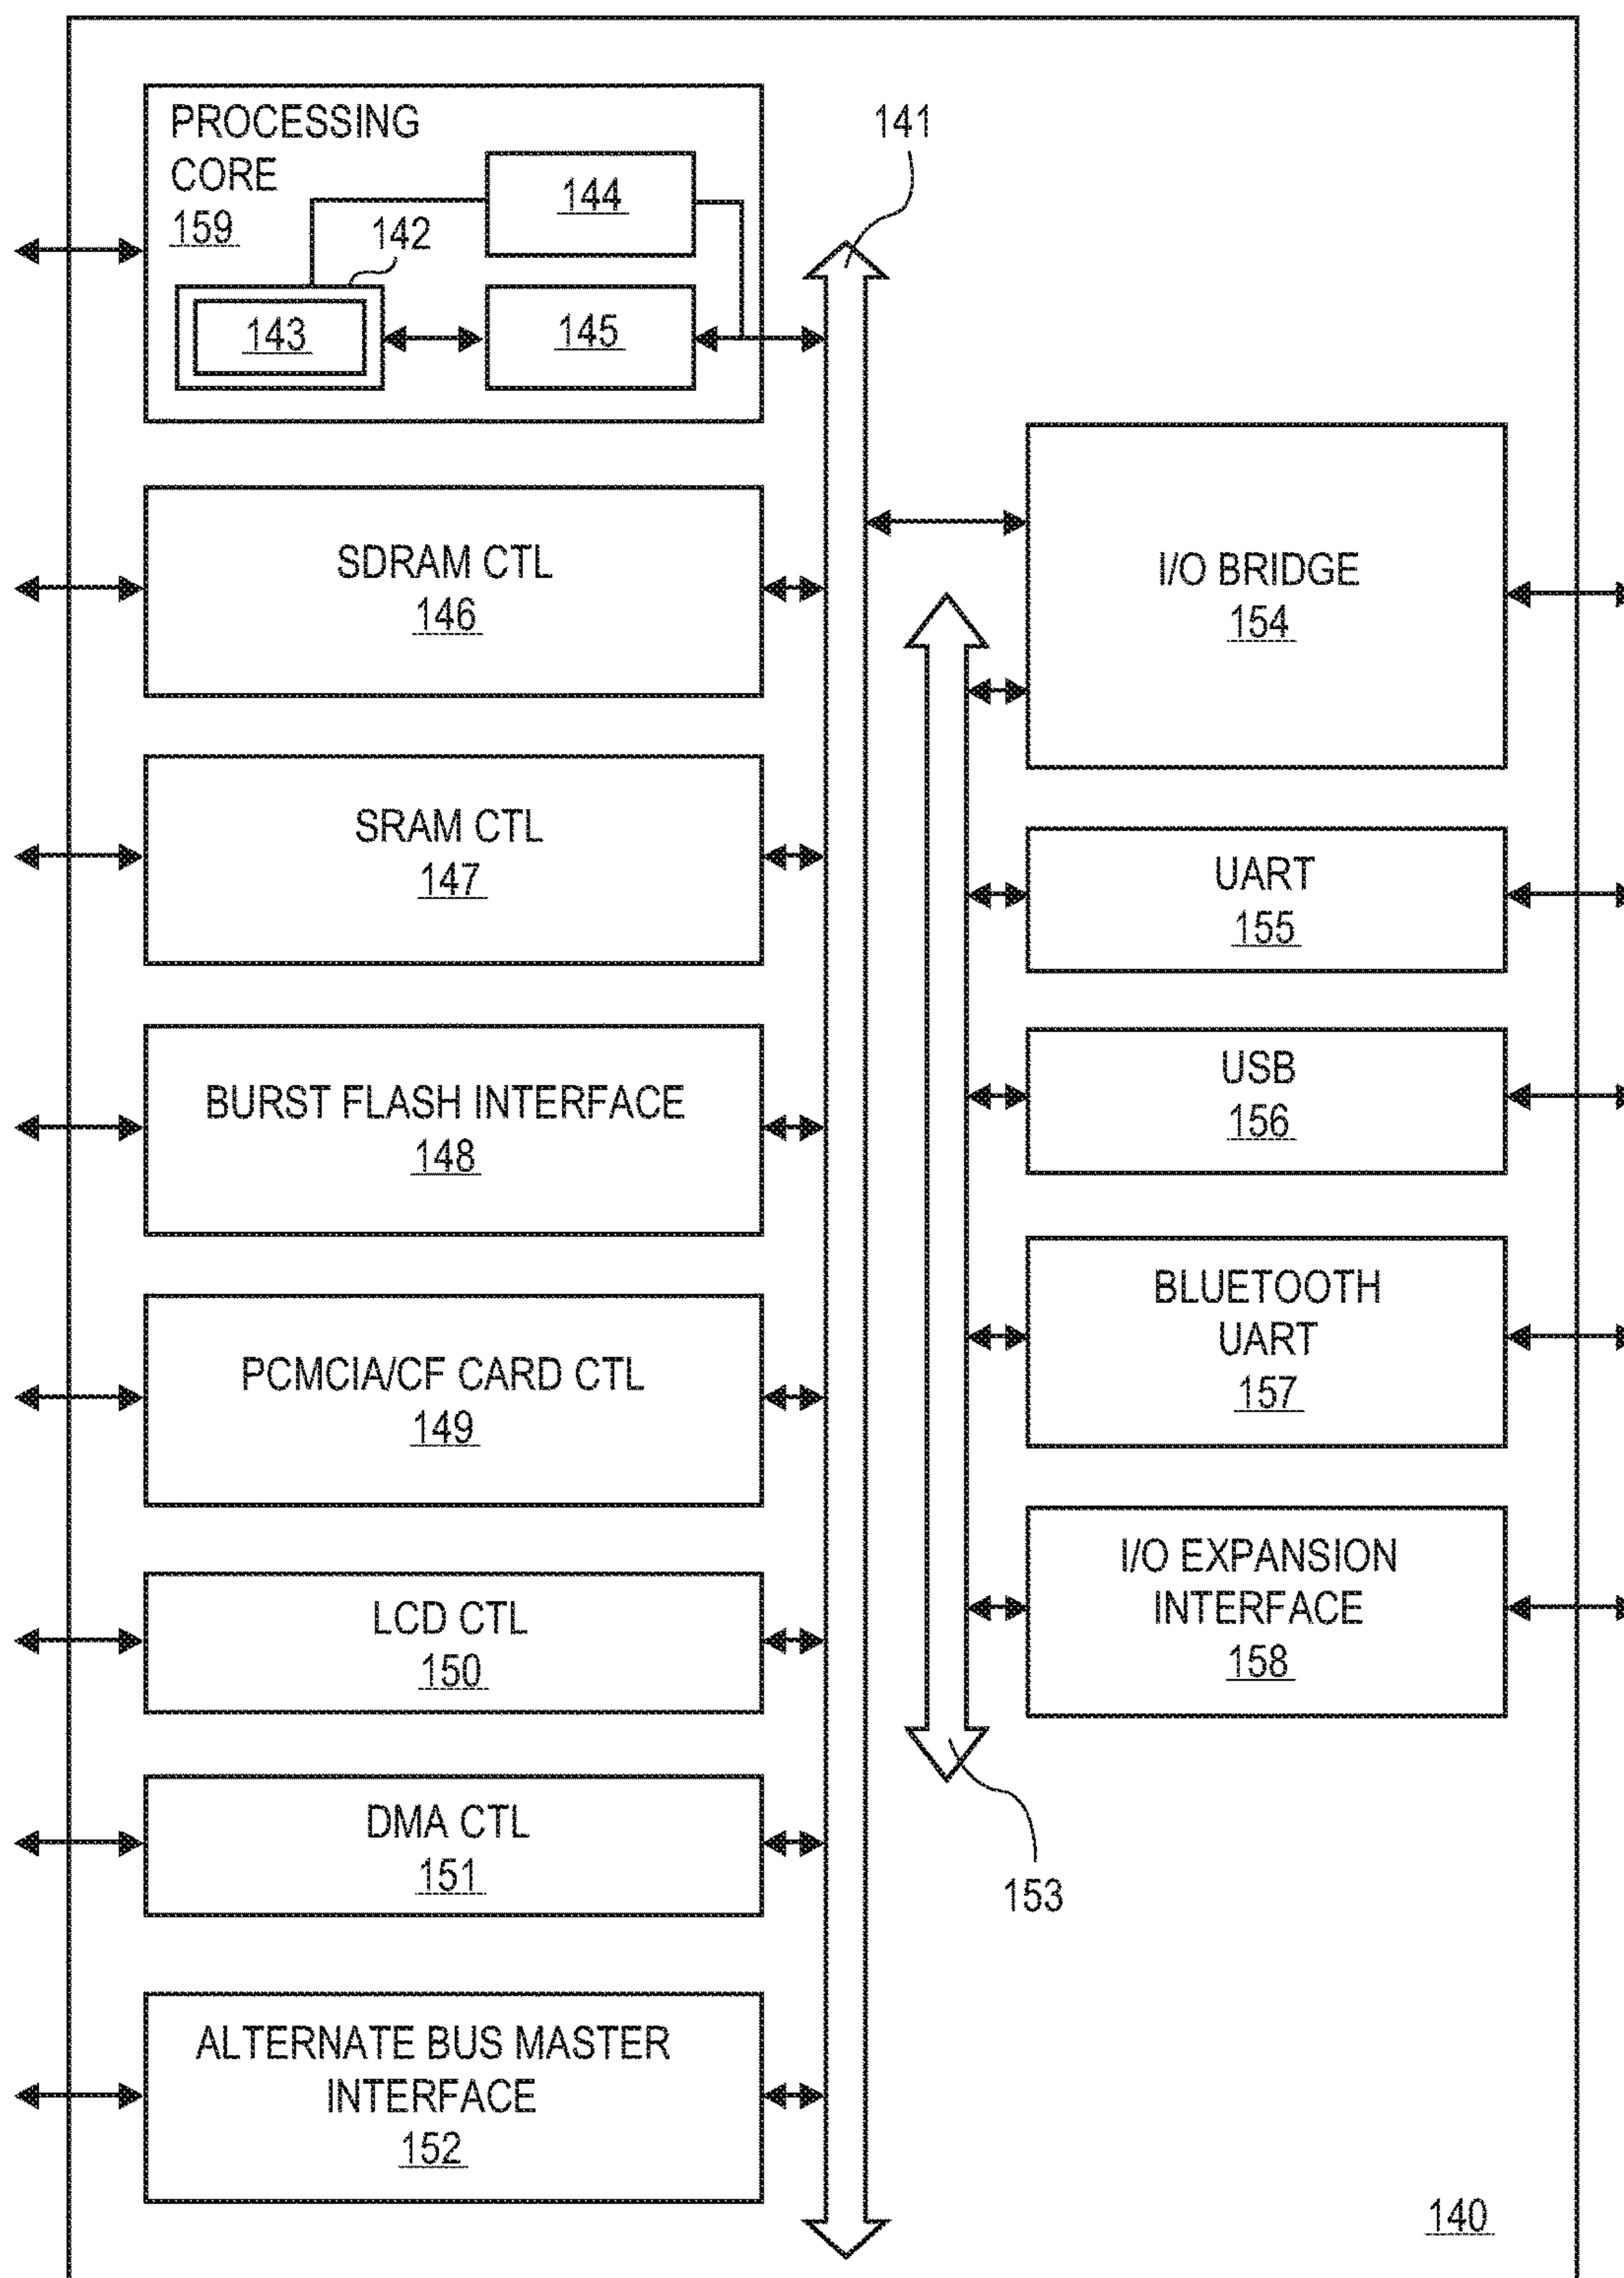 PROCESSING
CORE
159
142
143
144
145
141
SDRAM CTL
146
SRAM CTL
147
BURST FLASH INTERFACE
148
PCMCIA/CF CARD CTL
149
LCD CTL
150
DMA CTL
151
ALTERNATE BUS MASTER
INTERFACE
152
I/O BRIDGE
154
UART
155
USB
156
BLUETOOTH
UART
157
I/O EXPANSION
INTERFACE
158
153
140